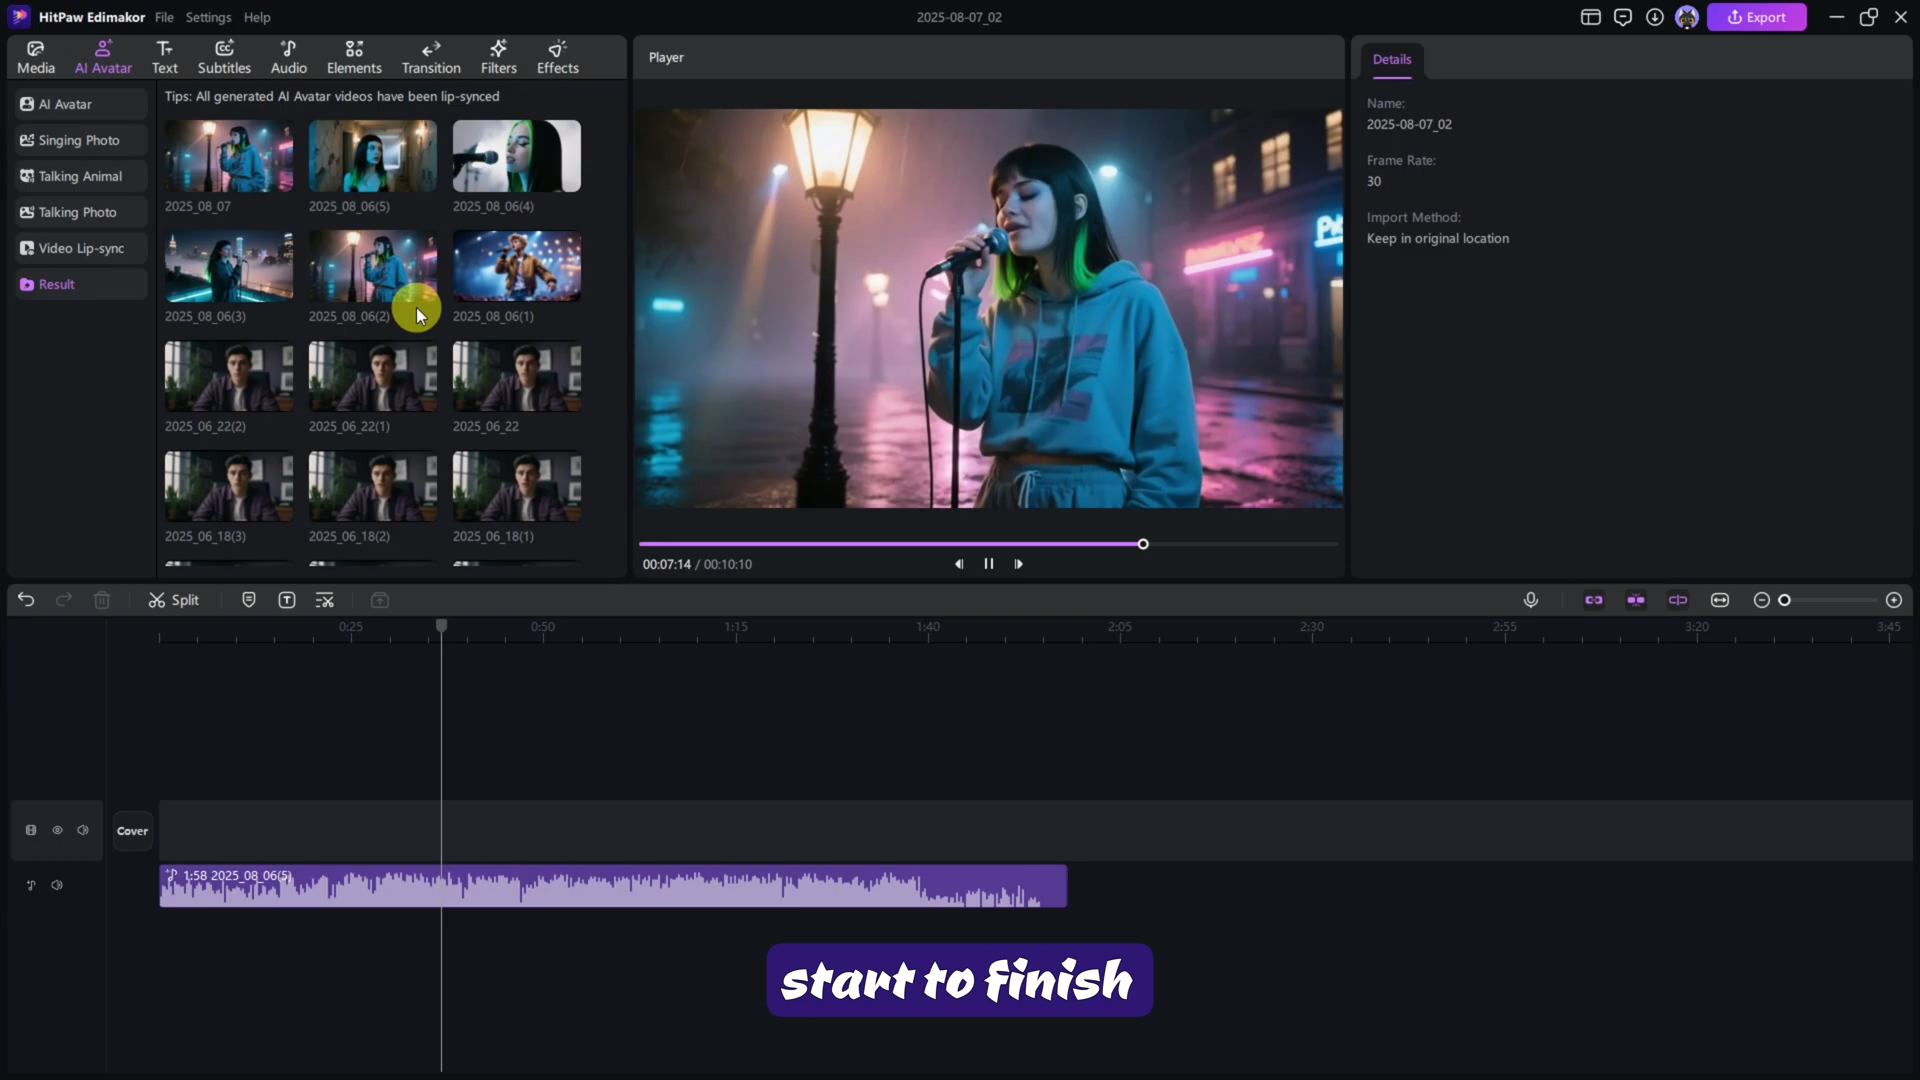 HitPaw Edimakor File Settings Help
2025-08-07_02
Export
Media AI Avatar Text Subtitles Audio Elements Transition Filters Effects
AI Avatar
Singing Photo
Talking Animal
Talking Photo
Video Lip-sync
Result
Tips: All generated AI Avatar videos have been lip-synced
2025_08_07 2025_08_06(5) 2025_08_06(4)
2025_08_06(3) 2025_08_06(2) 2025_08_06(1)
2025_06_22(2) 2025_06_22(1) 2025_06_22
2025_06_18(3) 2025_06_18(2) 2025_06_18(1)
Player
00:07:14 / 00:10:10
Details
Name:
2025-08-07_02
Frame Rate:
30
Import Method:
Keep in original location
Split
0:25 0:50 1:15 1:40 2:05 2:30 2:55 3:20 3:45
Cover
1:58 2025_08_06(5)
start to finish